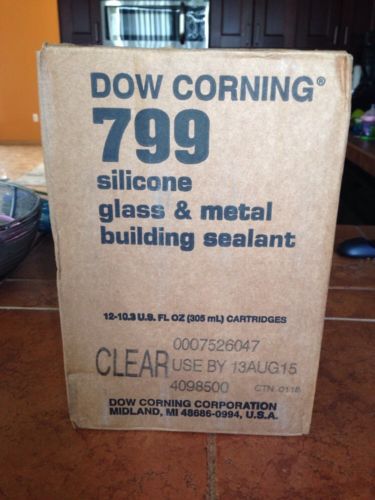 DOW CORNING®
799
silicone
glass & metal
building sealant
12-10.3 U.S. FL OZ (305 mL) CARTRIDGES
0007526047
CLEAR USE BY 13AUG15
4098500 CTN 0118
DOW CORNING CORPORATION
MIDLAND, MI 48686-0994, U.S.A.